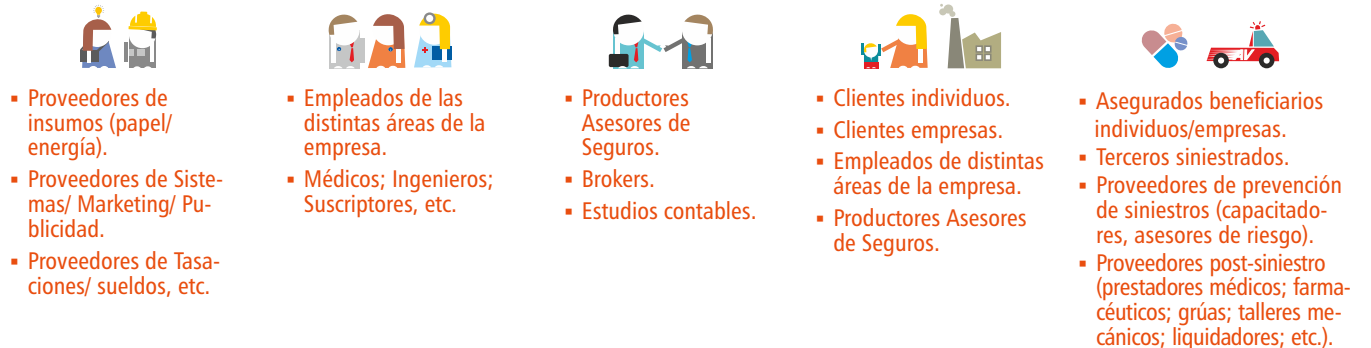 ▪ Proveedores de
insumos (papel/
energía).
▪ Proveedores de Siste-
mas/ Marketing/ Pu-
blicidad.
▪ Proveedores de Tasa-
ciones/ sueldos, etc.
▪ Empleados de las
distintas áreas de la
empresa.
▪ Médicos; Ingenieros;
Suscriptores, etc.
▪ Productores
Asesores de
Seguros.
▪ Brokers.
▪ Estudios contables.
▪ Clientes individuos.
▪ Clientes empresas.
▪ Empleados de distintas
áreas de la empresa.
▪ Productores Asesores
de Seguros.
▪ Asegurados beneficiarios
individuos/empresas.
▪ Terceros siniestrados.
▪ Proveedores de prevención
de siniestros (capacitado-
res, asesores de riesgo).
▪ Proveedores post-siniestro
(prestadores médicos; farma-
céuticos; grúas; talleres me-
cánicos; liquidadores; etc.).